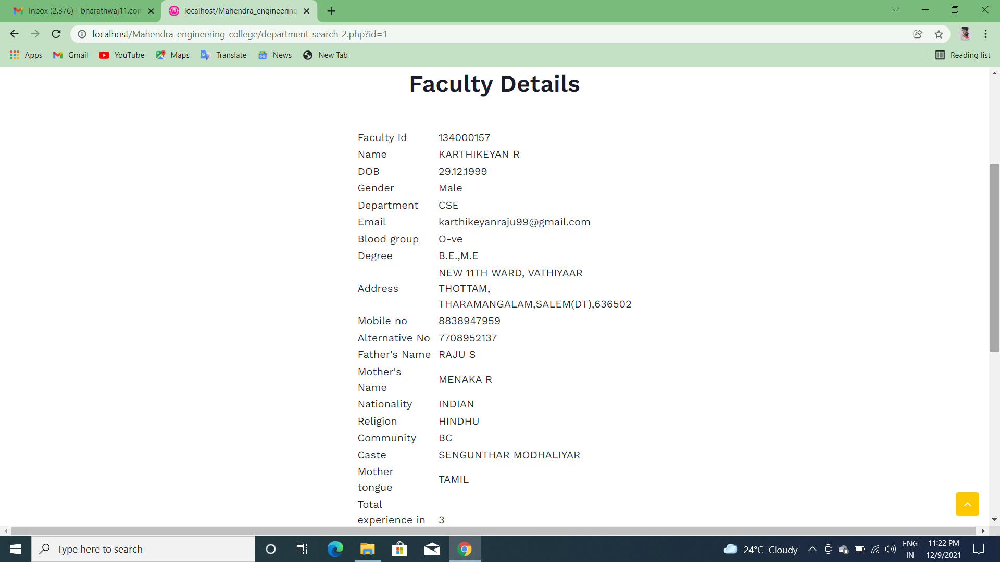 Inbox (2,376) - bharathwaj11.com
localhost/Mahendra_engineering
localhost/Mahendra_engineering_college/department_search_2.php?id=1
Apps Gmail YouTube Maps Translate News New Tab Reading list
Faculty Details
Faculty Id 134000157
Name KARTHIKEYAN R
DOB 29.12.1999
Gender Male
Department CSE
Email karthikeyanraju99@gmail.com
Blood group O-ve
Degree B.E.,M.E
NEW 11TH WARD, VATHIYAAR
Address THOTTAM,
THARAMANGALAM,SALEM(DT),636502
Mobile no 8838947959
Alternative No 7708952137
Father's Name RAJU S
Mother's
Name MENAKA R
Nationality INDIAN
Religion HINDHU
Community BC
Caste SENGUNTHAR MODHALIYAR
Mother
tongue TAMIL
Total
experience in 3
Type here to search
24°C Cloudy
ENG
IN
11:22 PM
12/9/2021